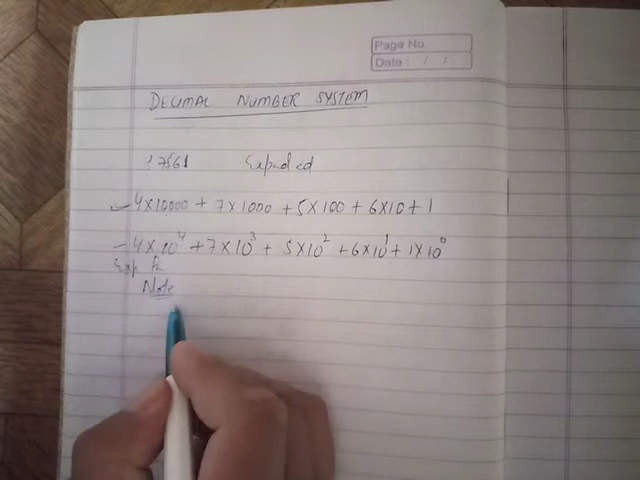 Page No.
Date: / /
DECIMAL NUMBER SYSTEM
47561 Expanded
4×10000 + 7×1000 + 5×100 + 6×10 + 1
4×10⁴ + 7×10³ + 5×10² + 6×10¹ + 1×10⁰
Exp
Note